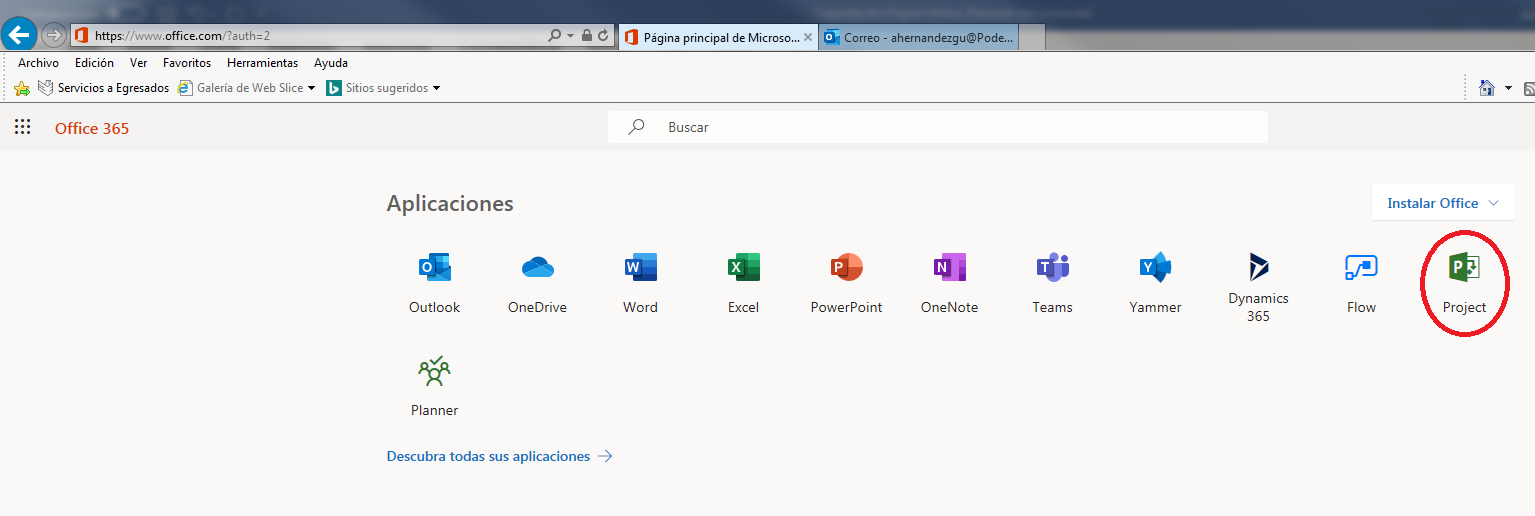 https://www.office.com/?auth=2
Página principal de Microso...
Correo - ahernandezgu@Pode...
Archivo Edición Ver Favoritos Herramientas Ayuda
Servicios a Egresados Galería de Web Slice Sitios sugeridos
Office 365
Buscar
Aplicaciones
Instalar Office
Outlook OneDrive Word Excel PowerPoint OneNote Teams Yammer Dynamics 365 Flow Project
Planner
Descubra todas sus aplicaciones